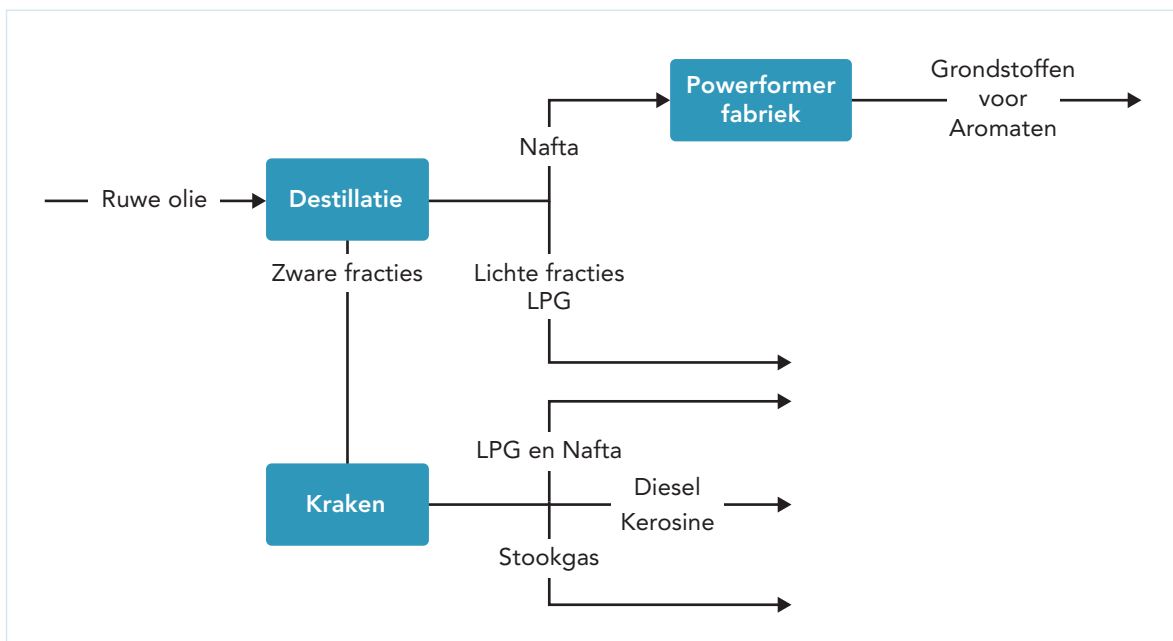 Powerformer
fabriek
Grondstoffen
voor
Aromaten
Nafta
Ruwe olie
Destillatie
Zware fracties
Lichte fracties
LPG
LPG en Nafta
Kraken
Diesel
Kerosine
Stookgas